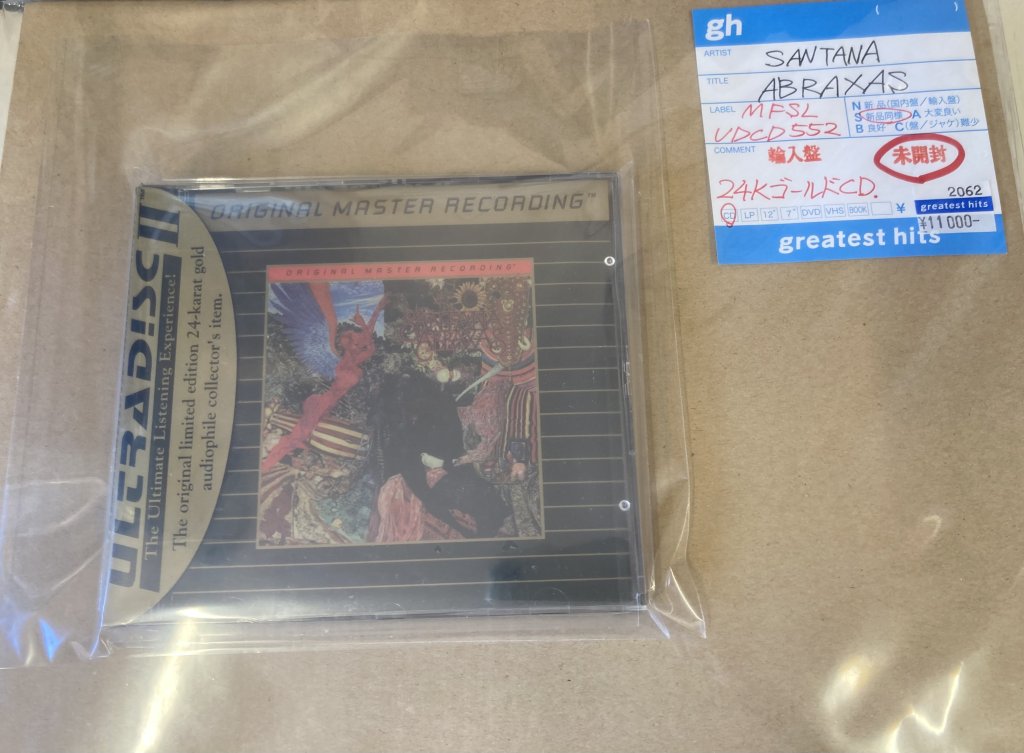 gh
( )
ARTIST SANTANA
TITLE ABRAXAS
LABEL MFSL
UDCD 552
N 新品(国内盤/輸入盤)
S 新品同様 A 大変良い
B 良好 C(盤/ジャケ)難少
COMMENT 輸入盤 未開封
24KゴールドCD.
2062
CD LP 12" 7" DVD VHS BOOK ¥
greatest hits
¥11000-
greatest hits
ORIGINAL MASTER RECORDING™
ULTRADISC II
The Ultimate Listening Experience!
The original limited edition 24-karat gold
audiophile collector's item.
ORIGINAL MASTER RECORDING